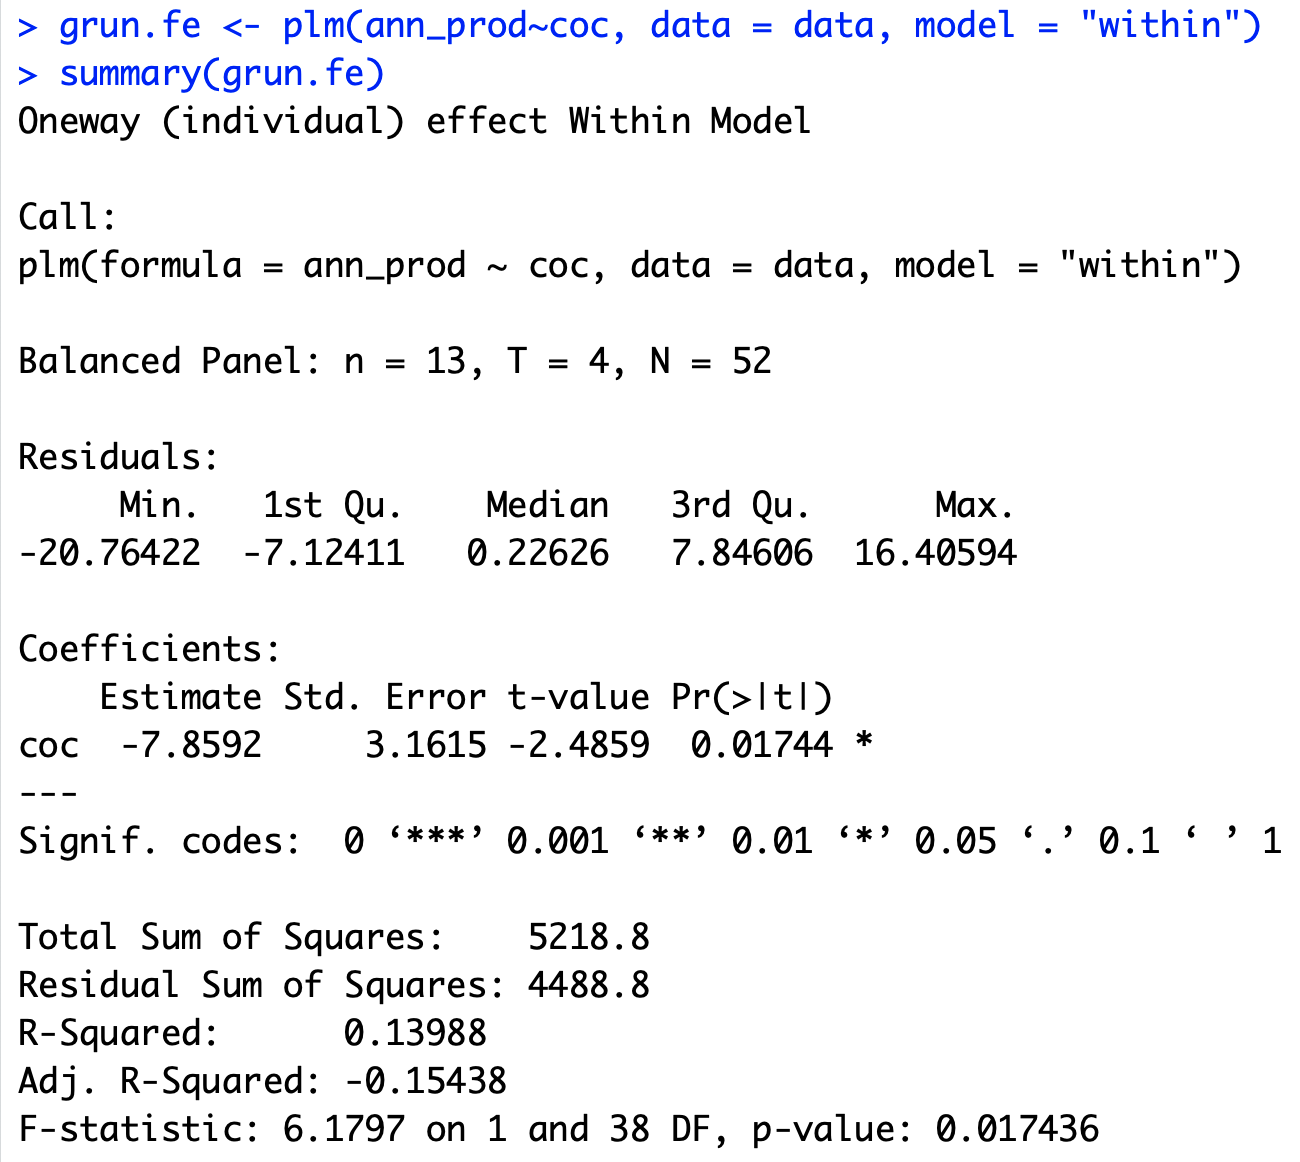 > grun.fe <- plm(ann_prod~coc, data = data, model = "within")
> summary(grun.fe)
Oneway (individual) effect Within Model

Call:
plm(formula = ann_prod ~ coc, data = data, model = "within")

Balanced Panel: n = 13, T = 4, N = 52

Residuals:
     Min.   1st Qu.    Median   3rd Qu.      Max.
-20.76422  -7.12411   0.22626   7.84606  16.40594

Coefficients:
    Estimate Std. Error t-value Pr(>|t|)
coc  -7.8592     3.1615 -2.4859  0.01744 *
---
Signif. codes:  0 ‘***’ 0.001 ‘**’ 0.01 ‘*’ 0.05 ‘.’ 0.1 ‘ ’ 1

Total Sum of Squares:    5218.8
Residual Sum of Squares: 4488.8
R-Squared:      0.13988
Adj. R-Squared: -0.15438
F-statistic: 6.1797 on 1 and 38 DF, p-value: 0.017436